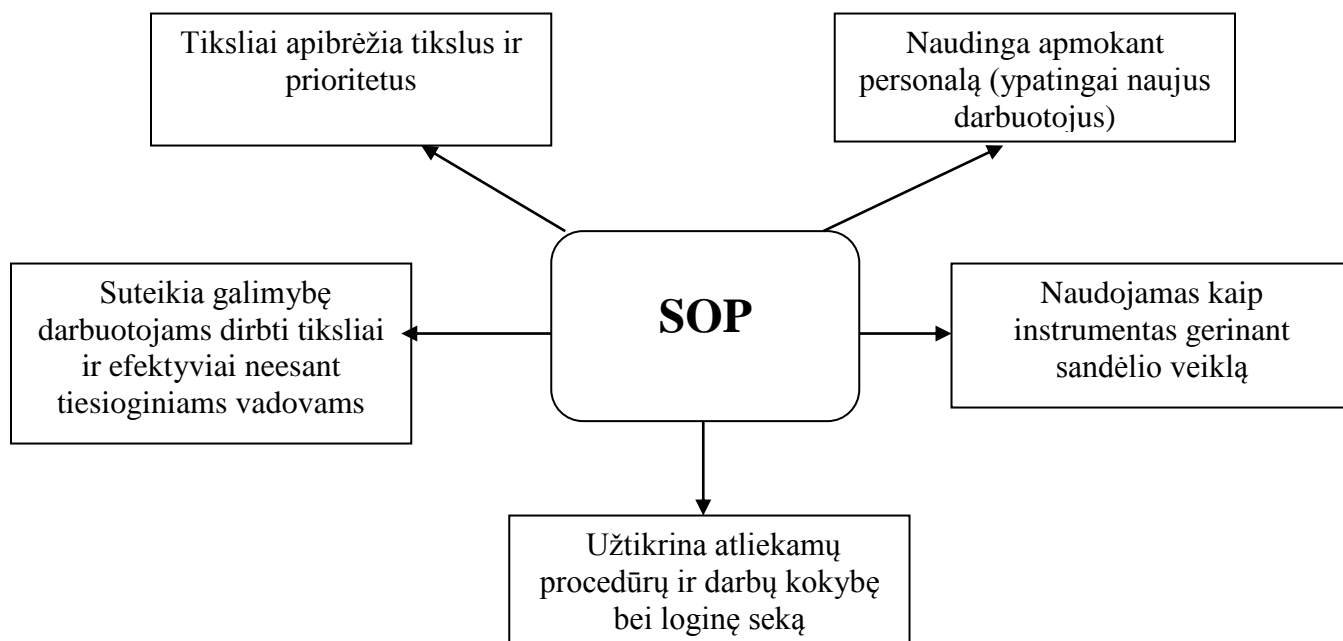 Tiksliai apibrėžia tikslus ir
prioritetus
Naudinga apmokant
personalą (ypatingai naujus
darbuotojus)
SOP
Suteikia galimybę
darbuotojams dirbti tiksliai
ir efektyviai neesant
tiesioginiams vadovams
Naudojamas kaip
instrumentas gerinant
sandėlio veiklą
Užtikrina atliekamų
procedūrų ir darbų kokybę
bei loginę seką